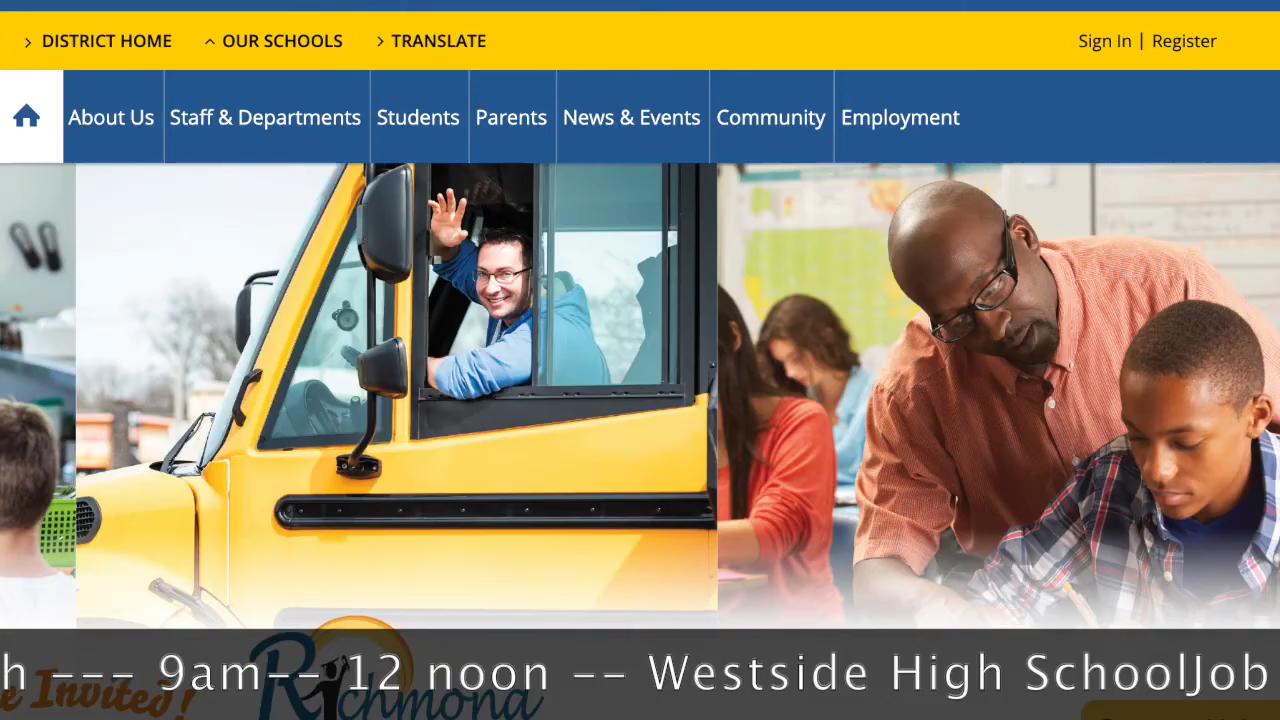 DISTRICT HOME OUR SCHOOLS TRANSLATE Sign In | Register
About Us Staff & Departments Students Parents News & Events Community Employment
h --- 9am-- 12 noon -- Westside High SchoolJob
e Invited!
Richmond